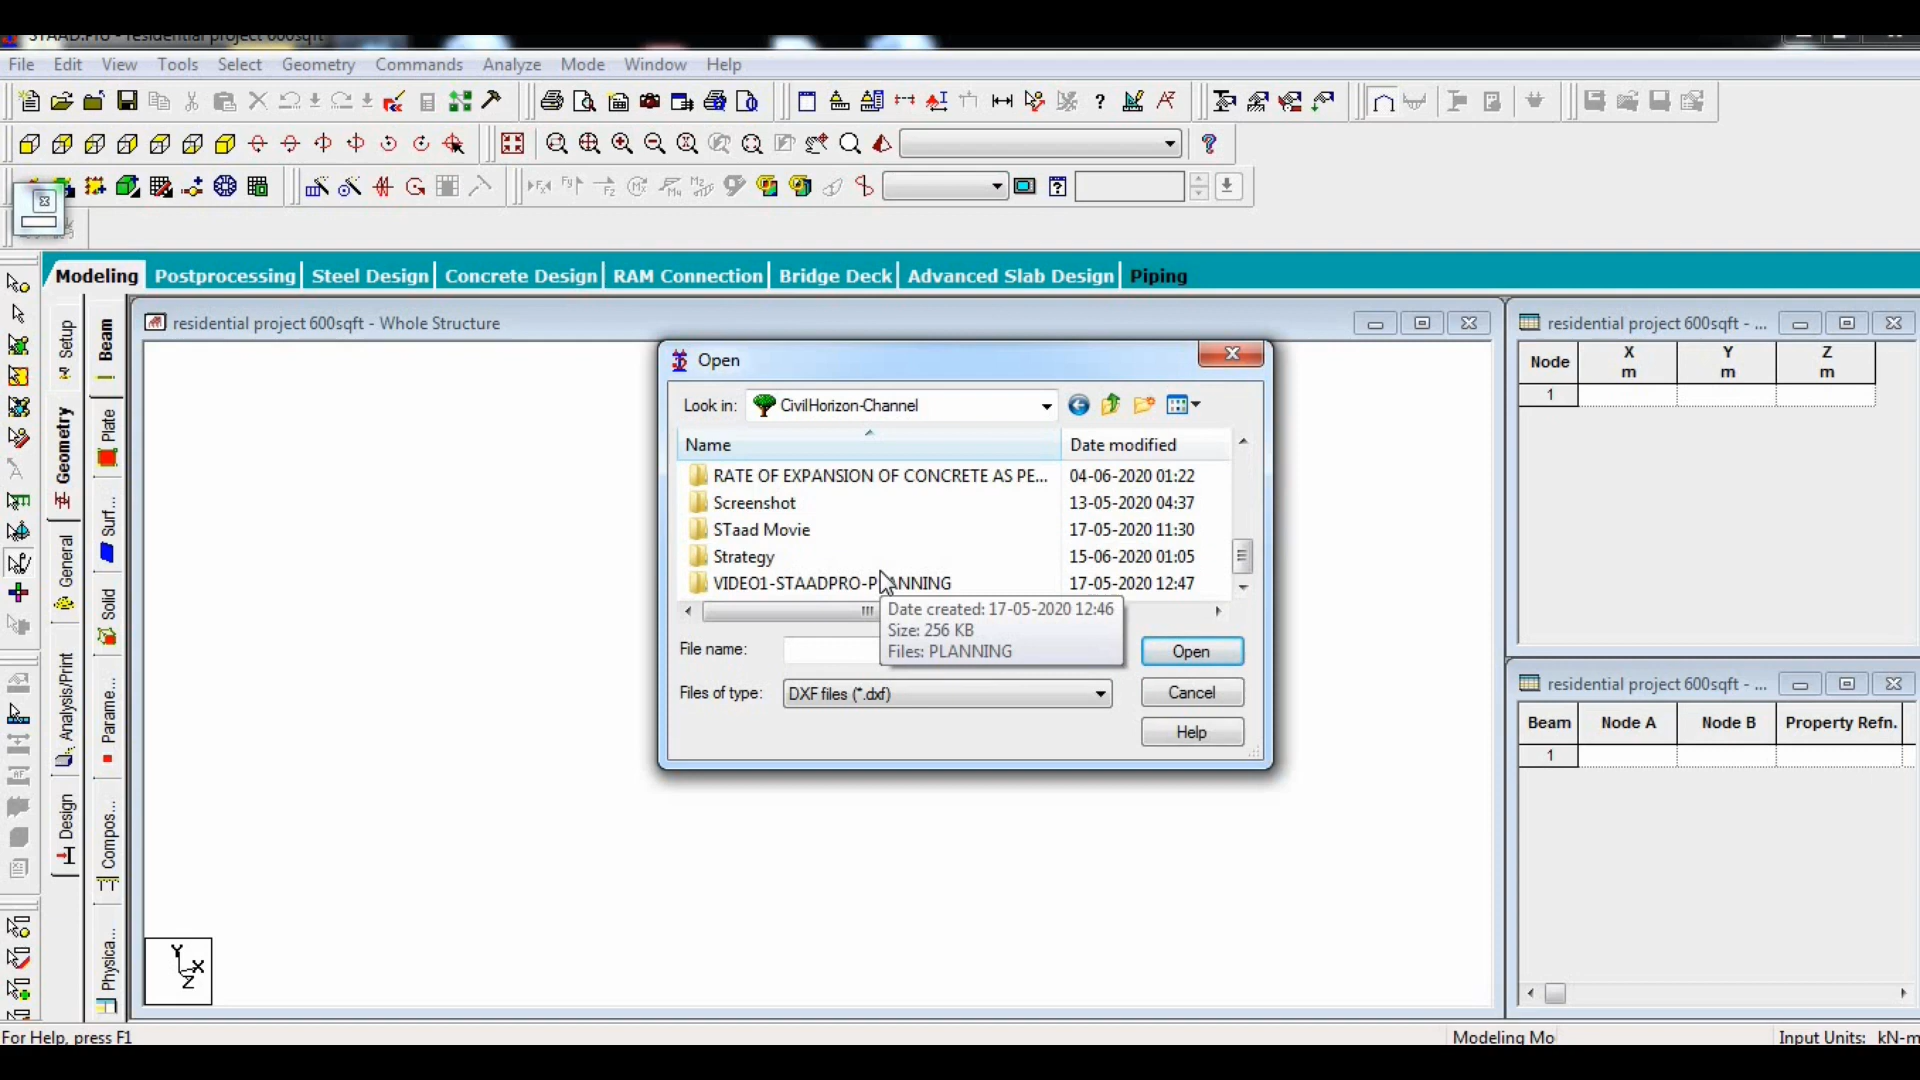 STAAD.Pro - residential project 600sqft
File Edit View Tools Select Geometry Commands Analyze Mode Window Help
Modeling Postprocessing Steel Design Concrete Design RAM Connection Bridge Deck Advanced Slab Design Piping
Setup
Geometry
General
Analysis/Print
Design
Beam
Plate
Surf...
Solid
Parame...
Compos...
Physica...
residential project 600sqft - Whole Structure
Open
Look in: CivilHorizon-Channel
Name Date modified
RATE OF EXPANSION OF CONCRETE AS PE... 04-06-2020 01:22
Screenshot 13-05-2020 04:37
STaad Movie 17-05-2020 11:30
Strategy 15-06-2020 01:05
VIDEO1-STAADPRO-PLANNING 17-05-2020 12:47
Date created: 17-05-2020 12:46
Size: 256 KB
Files: PLANNING
File name:
Open
Files of type: DXF files (*.dxf)
Cancel
Help
residential project 600sqft - ...
Node X m Y m Z m
1
residential project 600sqft - ...
Beam Node A Node B Property Refn.
1
Y
X
Z
For Help, press F1
Modeling Mo
Input Units: kN-m